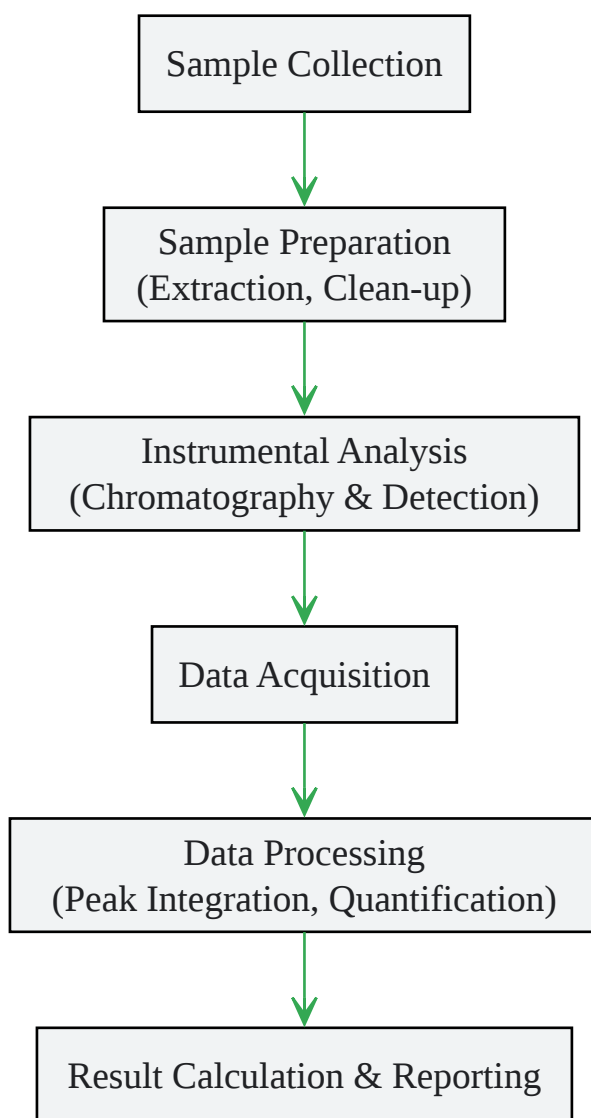 Sample Collection
Sample Preparation
(Extraction, Clean-up)
Instrumental Analysis
(Chromatography & Detection)
Data Acquisition
Data Processing
(Peak Integration, Quantification)
Result Calculation & Reporting